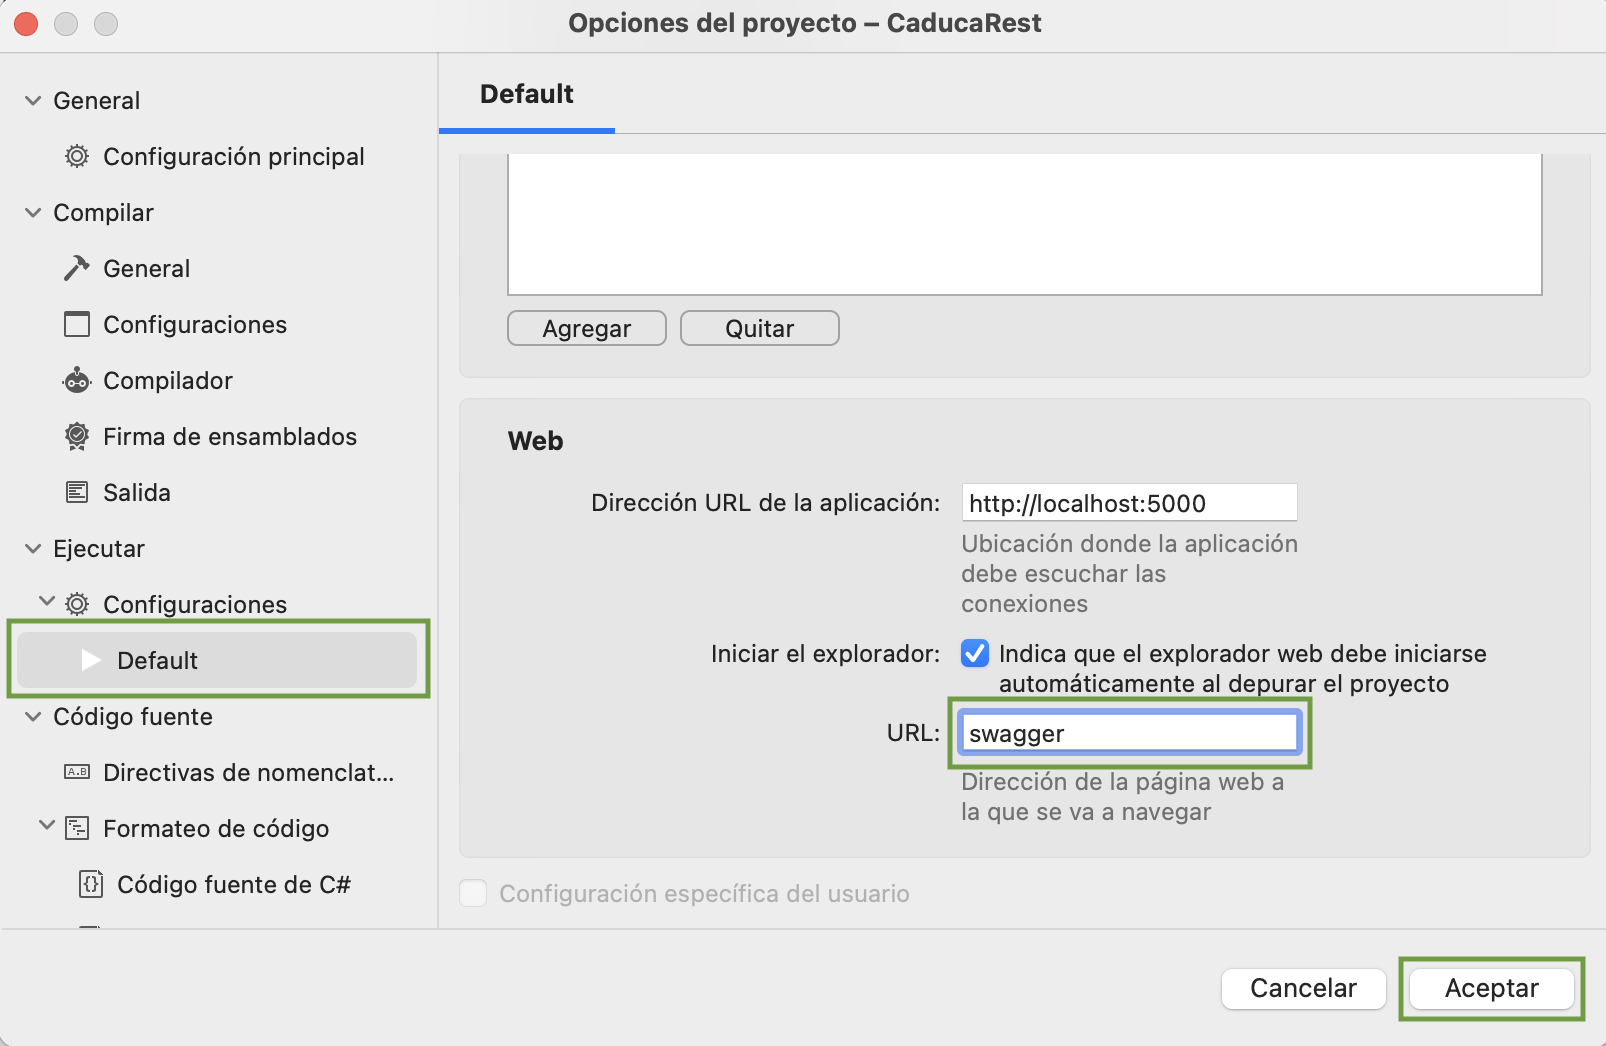 Opciones del proyecto – CaducaRest
General
Configuración principal
Compilar
General
Configuraciones
Compilador
Firma de ensamblados
Salida
Ejecutar
Configuraciones
Default
Código fuente
A.B
Directivas de nomenclat...
Formateo de código
Código fuente de C#
Default
Agregar
Quitar
Web
Dirección URL de la aplicación:
http://localhost:5000
Ubicación donde la aplicación
debe escuchar las
conexiones
Iniciar el explorador:
Indica que el explorador web debe iniciarse
automáticamente al depurar el proyecto
URL:
swagger
Dirección de la página web a
la que se va a navegar
Configuración específica del usuario
Cancelar
Aceptar